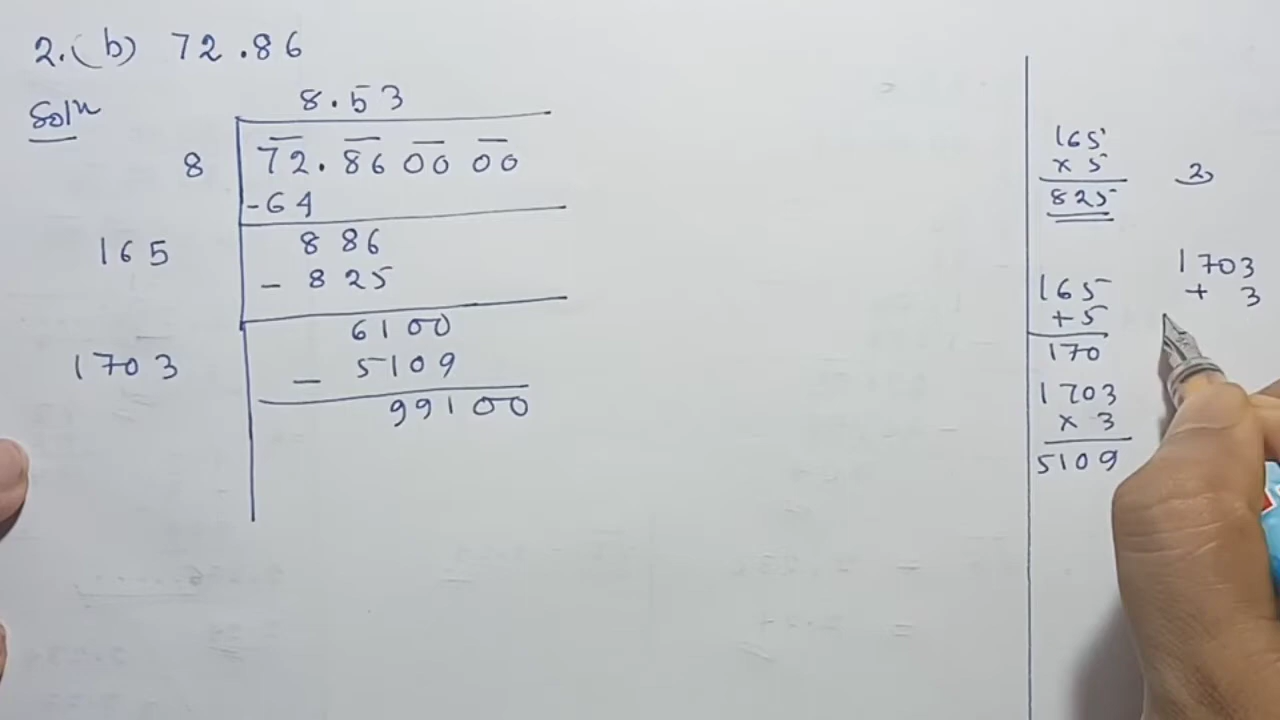 2.(b) 72.86
Soln
8.53
8 72.86 00 00
-64
165 886
- 825
6100
1703 - 5109
99100
165
x 5
825
165
+5
170
1703
x 3
5109
2
1703
+ 3